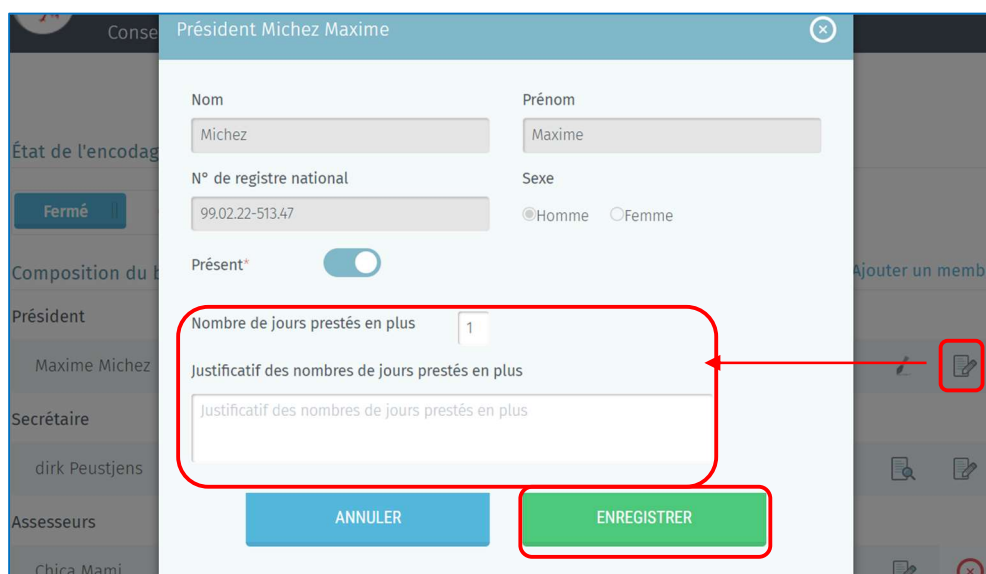 Conse
Président Michez Maxime
Nom
Prénom
Michez
Maxime
État de l'encodag
N° de registre national
Sexe
99.02.22-513.47
Homme
Femme
Fermé
Présent*
Composition du b
Ajouter un memb
Président
Nombre de jours prestés en plus
1
Maxime Michez
Justificatif des nombres de jours prestés en plus
Justificatif des nombres de jours prestés en plus
Secrétaire
dirk Peustjens
ANNULER
ENREGISTRER
Assesseurs
Chica Mami